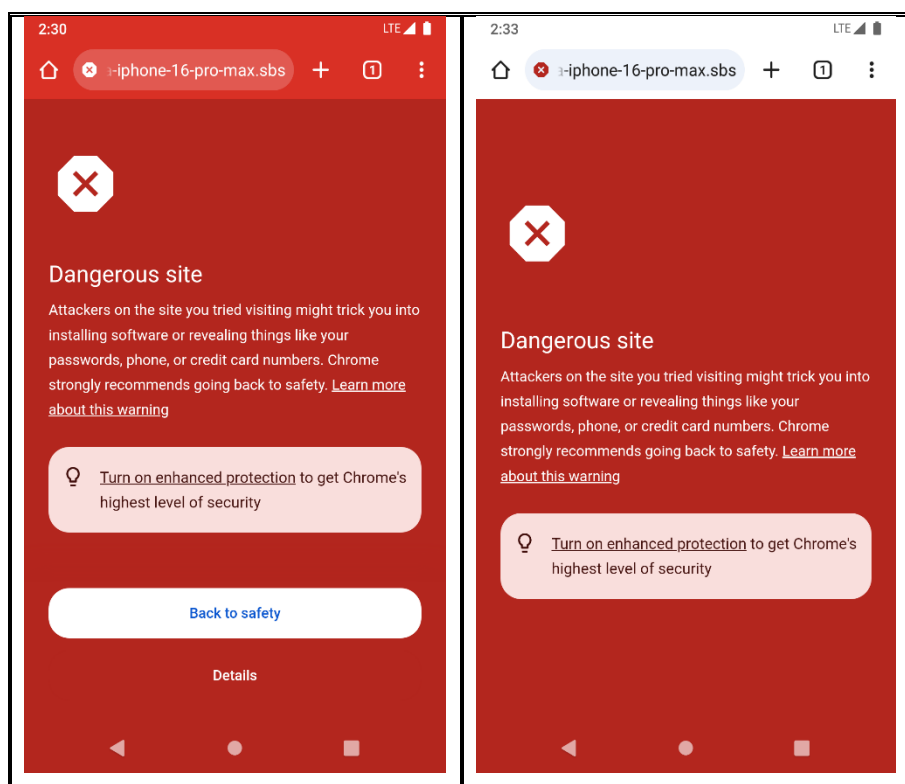 2:30
LTE
-iphone-16-pro-max.sbs
1
Dangerous site
Attackers on the site you tried visiting might trick you into
installing software or revealing things like your
passwords, phone, or credit card numbers. Chrome
strongly recommends going back to safety. Learn more
about this warning
Turn on enhanced protection to get Chrome's
highest level of security
Back to safety
Details
2:33
LTE
-iphone-16-pro-max.sbs
1
Dangerous site
Attackers on the site you tried visiting might trick you into
installing software or revealing things like your
passwords, phone, or credit card numbers. Chrome
strongly recommends going back to safety. Learn more
about this warning
Turn on enhanced protection to get Chrome's
highest level of security